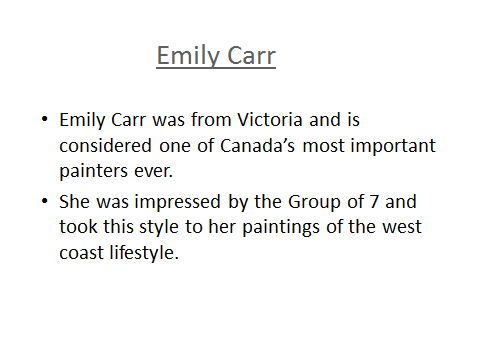 Emily Carr
• Emily Carr was from Victoria and is
considered one of Canada’s most important
painters ever.
• She was impressed by the Group of 7 and
took this style to her paintings of the west
coast lifestyle.